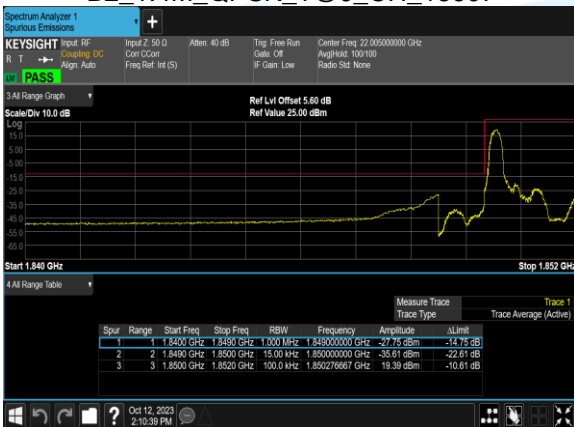 Spectrum Analyzer 1
Spurious Emissions
KEYSIGHT Input: RF Input Z: 50 Ω Atten: 40 dB Trig: Free Run Center Freq: 22.005000000 GHz
R T Coupling: DC Corr CCorr Gate: Off Avg|Hold: 100/100
Align: Auto Freq Ref: Int (S) IF Gain: Low Radio Std: None
LW PASS
3 All Range Graph
Ref Lvl Offset 5.60 dB
Scale/Div 10.0 dB Ref Value 25.00 dBm
Log
15.0
5.00
-5.00
-15.0
-25.0
-35.0
-45.0
-55.0
-65.0
Start 1.840 GHz Stop 1.852 GHz
4 All Range Table
Measure Trace Trace 1
Trace Type Trace Average (Active)
Spur Range Start Freq Stop Freq RBW Frequency Amplitude ΔLimit
1 1 1.8400 GHz 1.8490 GHz 1.000 MHz 1.849000000 GHz -27.75 dBm -14.75 dB
2 2 1.8490 GHz 1.8500 GHz 15.00 kHz 1.850000000 GHz -35.61 dBm -22.61 dB
3 3 1.8500 GHz 1.8520 GHz 100.0 kHz 1.850276667 GHz 19.39 dBm -10.61 dB
Oct 12, 2023
2:10:39 PM